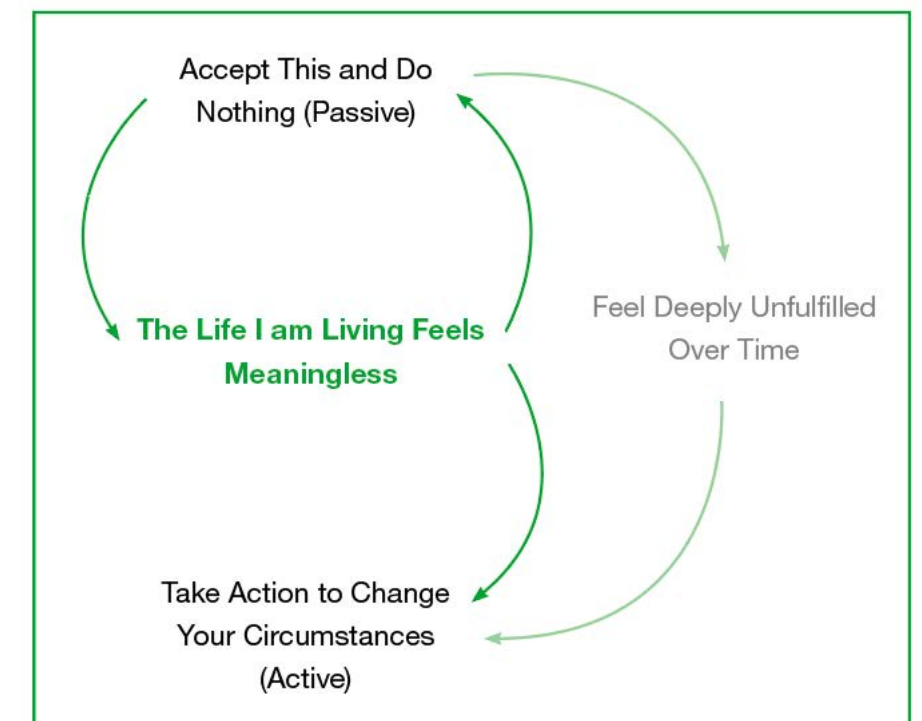 Accept This and Do
Nothing (Passive)
Feel Deeply Unfulfilled
Over Time
The Life I am Living Feels
Meaningless
Take Action to Change
Your Circumstances
(Active)